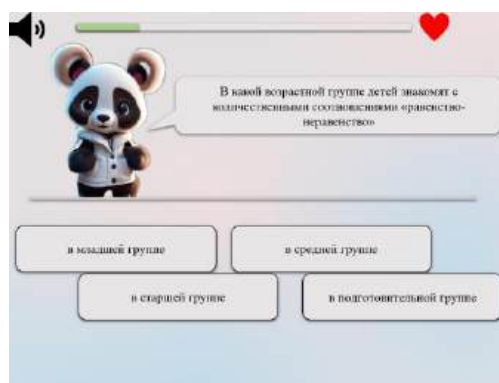 В какой возрастной группе детей знакомят с
количественными соотношениями «равенство-
неравенство»
в младшей группе
в средней группе
в старшей группе
в подготовительной группе